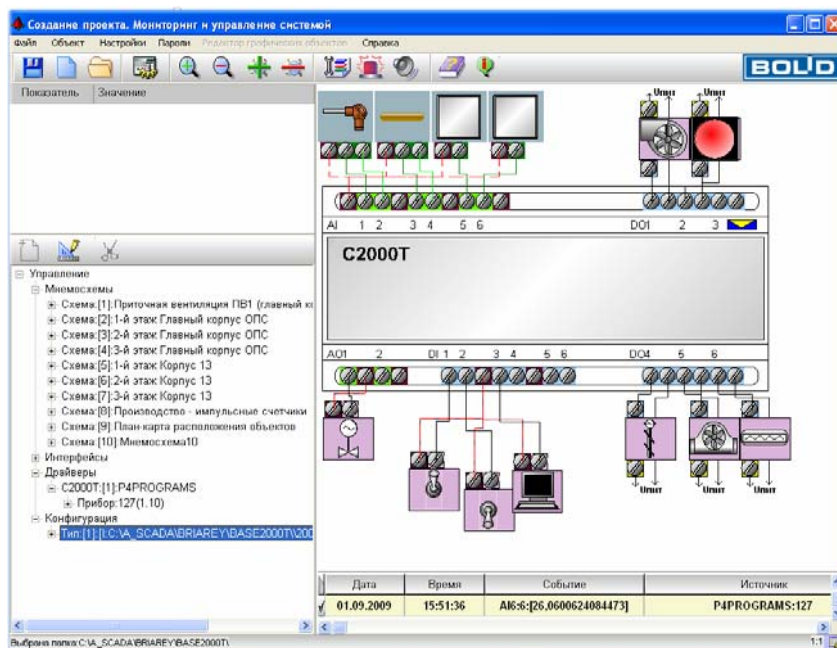 Создание проекта. Мониторинг и управление системой
Файл Объект Настройки Пароли Редактор графических объектов Справка
BOLID
Показатель Значение
Uпит Uпит
AI 1 2 3 4 5 6 DO1 2 3
C2000T
AO1 2 DI 1 2 3 4 5 6 DO4 5 6
Uпит Uпит
Управление
Мнемосхемы
Схема:[1]:Приточная вентиляция ПВ1 (главный ко
Схема:[2]:1-й этаж Главный корпус ОПС
Схема:[3]:2-й этаж Главный корпус ОПС
Схема:[4]:3-й этаж Главный корпус ОПС
Схема:[5]:1-й этаж Корпус 13
Схема:[6]:2-й этаж Корпус 13
Схема:[7]:3-й этаж Корпус 13
Схема:[8]:Производство - импульсные счетчики
Схема:[9]:План-карта расположения объектов
Схема:[10]:Мнемосхема10
Интерфейсы
Драйверы
C2000T:[1]:P4PROGRAMS
Прибор:127(1.10)
Конфигурация
Тип:[1]:[I:C:\A_SCADA\BRIAREY\BASE2000T\\200
Дата Время Событие Источник
01.09.2009 15:51:36 AI6:6:[26,0600624084473] P4PROGRAMS:127
Выбрана папка:C:\A_SCADA\BRIAREY\BASE2000T\ 1:1